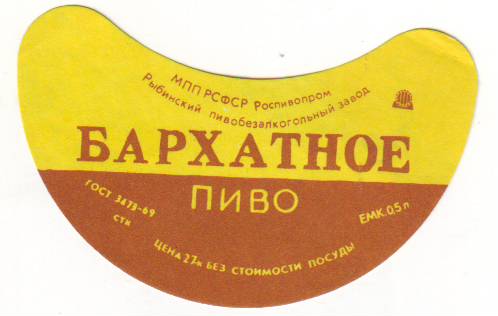 МПП РСФСР Роспивопром
Рыбинский пивобезалкогольный завод
БАРХАТНОЕ
ПИВО
ГОСТ 3473-69
СТК
ЕМК. 0,5 л
ЦЕНА 27к БЕЗ СТОИМОСТИ ПОСУДЫ